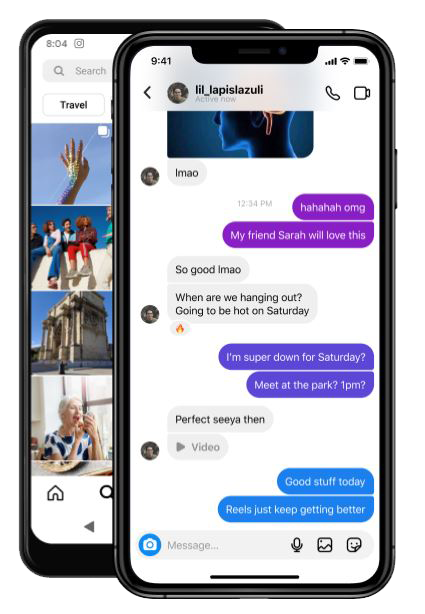 8:04
Search
Travel
9:41
lil_lapislazuli
Active now
lmao
12:34 PM
hahahah omg
My friend Sarah will love this
So good lmao
When are we hanging out?
Going to be hot on Saturday
I'm super down for Saturday?
Meet at the park? 1pm?
Perfect seeya then
Video
Good stuff today
Reels just keep getting better
Message...